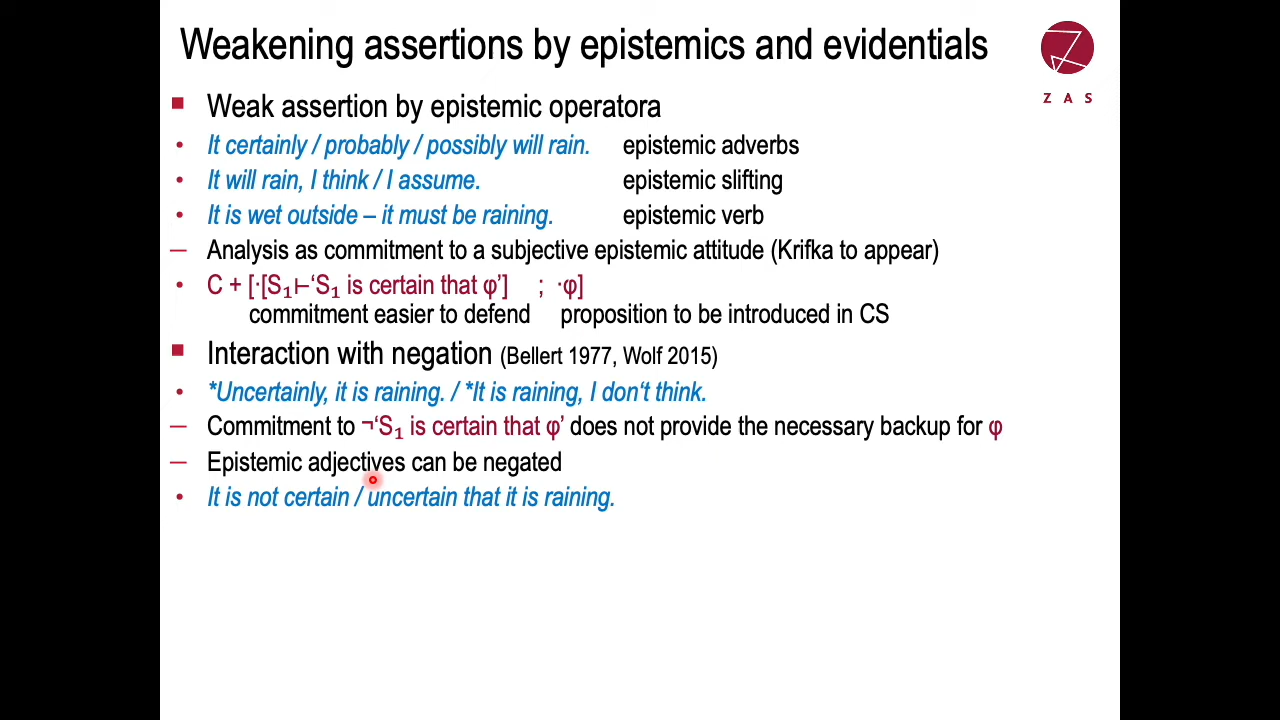 Weakening assertions by epistemics and evidentials
Z A S
Weak assertion by epistemic operatora
It certainly / probably / possibly will rain. epistemic adverbs
It will rain, I think / I assume. epistemic slifting
It is wet outside – it must be raining. epistemic verb
Analysis as commitment to a subjective epistemic attitude (Krifka to appear)
C + [·[S₁⊢‘S₁ is certain that φ’] ; ·φ]
commitment easier to defend proposition to be introduced in CS
Interaction with negation (Bellert 1977, Wolf 2015)
*Uncertainly, it is raining. / *It is raining, I don‘t think.
Commitment to ¬‘S₁ is certain that φ’ does not provide the necessary backup for φ
Epistemic adjectives can be negated
It is not certain / uncertain that it is raining.